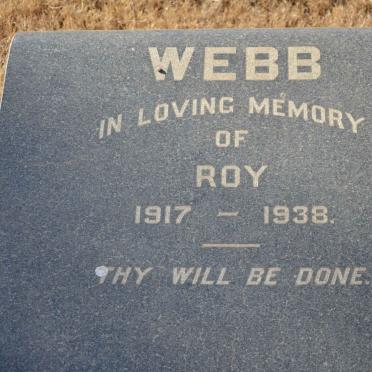 WEBB
IN LOVING MEMORY
OF
ROY
1917 – 1938.
THY WILL BE DONE.